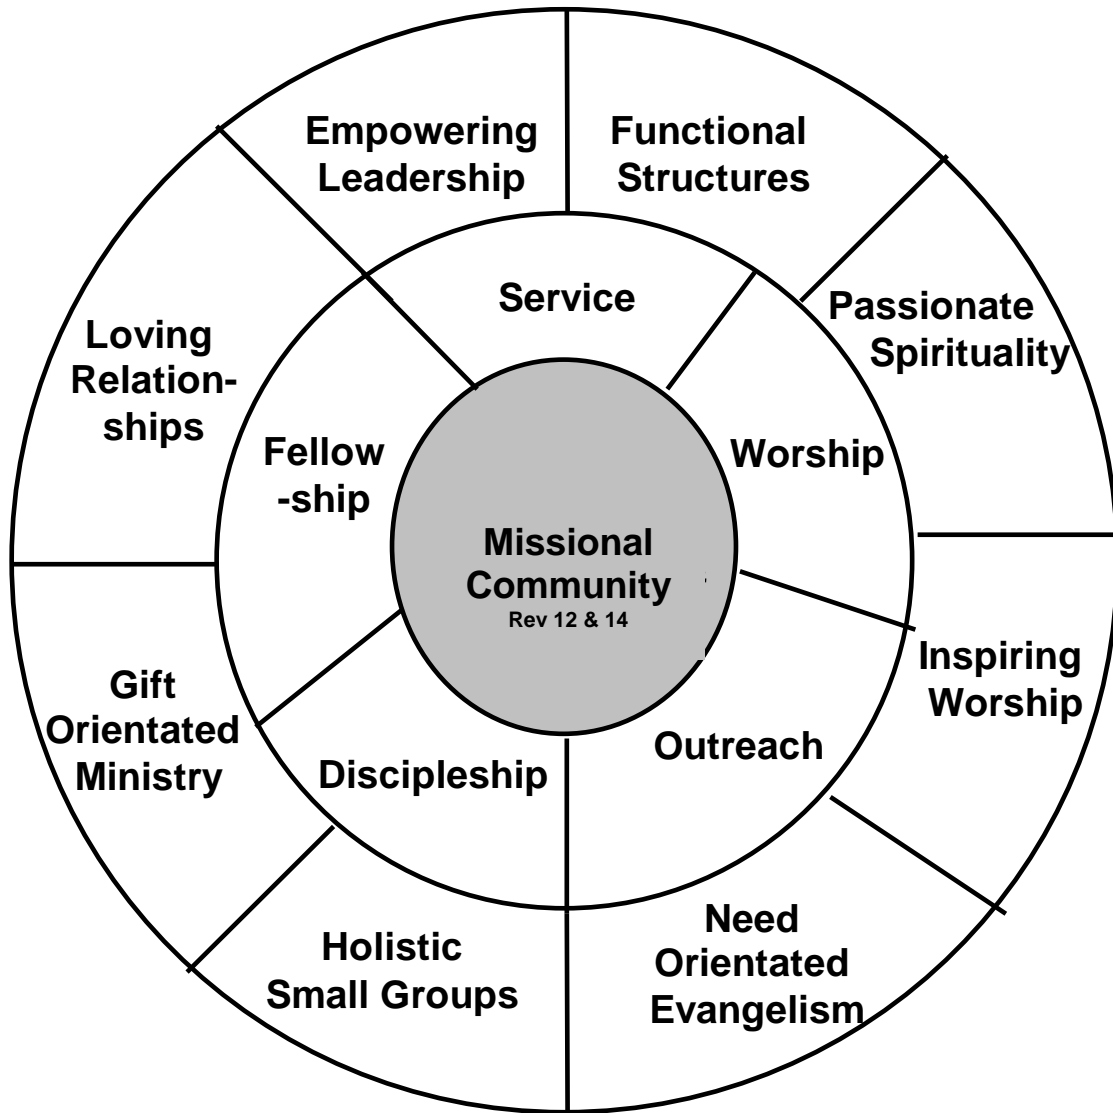 Empowering
Leadership
Functional
Structures
Passionate
Spirituality
Inspiring
Worship
Need
Orientated
Evangelism
Holistic
Small Groups
Gift
Orientated
Ministry
Loving
Relation-
ships
Service
Worship
Outreach
Discipleship
Fellow
-ship
Missional
Community
Rev 12 & 14